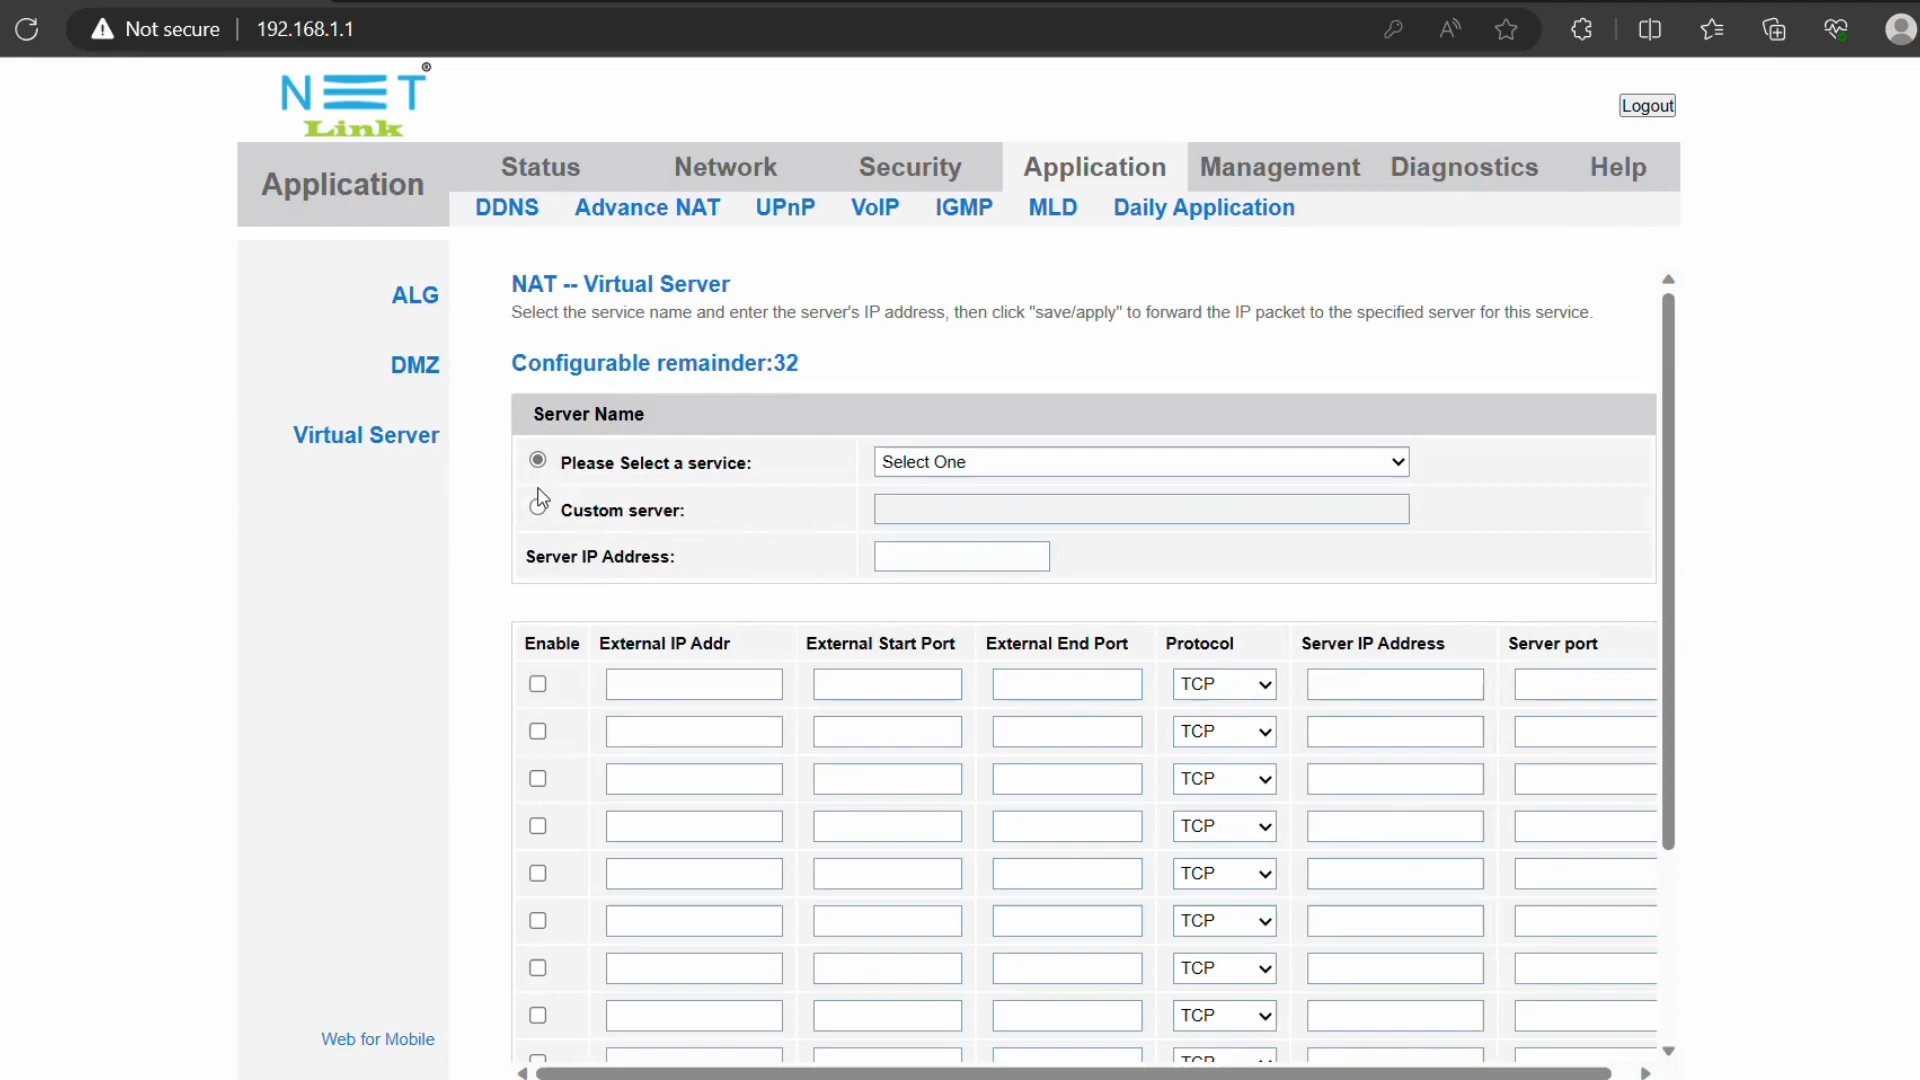 Not secure | 192.168.1.1
NET®
Link
Logout
Application
Status Network Security Application Management Diagnostics Help
DDNS Advance NAT UPnP VoIP IGMP MLD Daily Application
ALG
DMZ
Virtual Server
Web for Mobile
NAT -- Virtual Server
Select the service name and enter the server's IP address, then click "save/apply" to forward the IP packet to the specified server for this service.
Configurable remainder:32
Server Name
Please Select a service: Select One
Custom server:
Server IP Address:
Enable External IP Addr External Start Port External End Port Protocol Server IP Address Server port
TCP
TCP
TCP
TCP
TCP
TCP
TCP
TCP
TCP